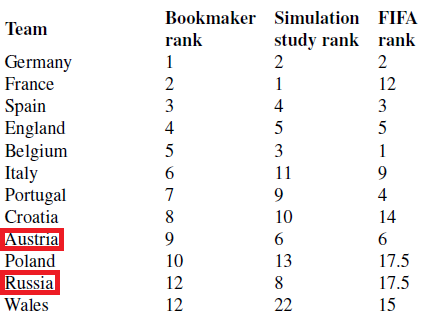 Team Bookmaker rank Simulation study rank FIFA rank
Germany 1 2 2
France 2 1 12
Spain 3 4 3
England 4 5 5
Belgium 5 3 1
Italy 6 11 9
Portugal 7 9 4
Croatia 8 10 14
Austria 9 6 6
Poland 10 13 17.5
Russia 12 8 17.5
Wales 12 22 15